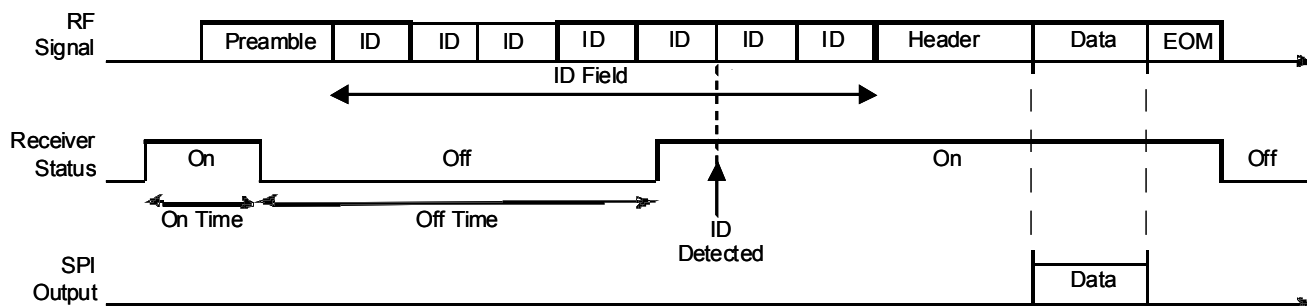 RF
Signal
Preamble ID ID ID ID ID ID ID Header Data EOM
ID Field
Receiver
Status
On Off On Off
On Time Off Time
ID
Detected
SPI
Output
Data